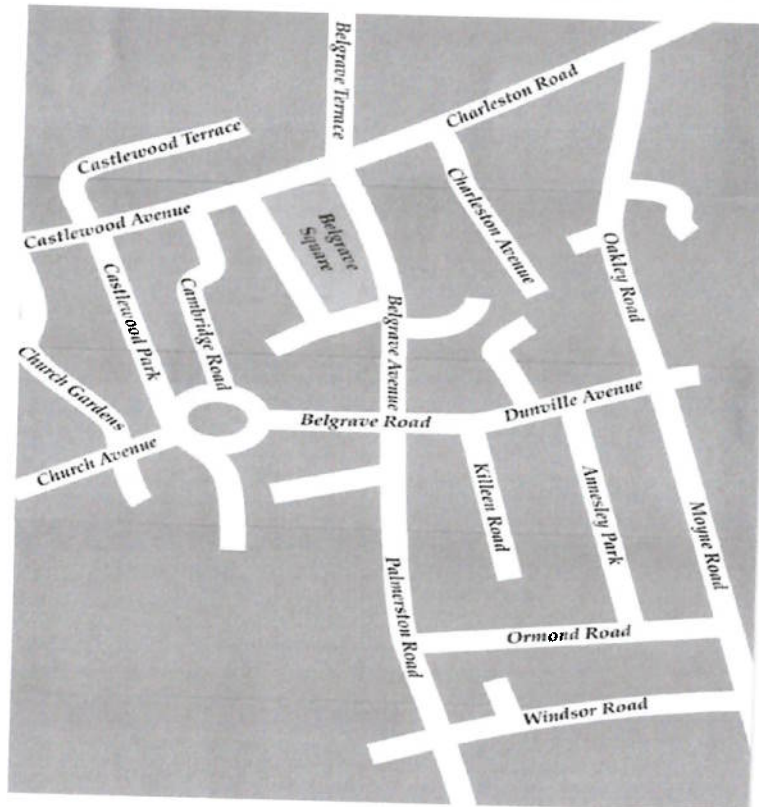 Belgrave Terrace
Charleston Road
Castlewood Terrace
Charleston Avenue
Castlewood Avenue
Belgrave
Square
Oakley Road
Castlewood Park
Cambridge Road
Belgrave Avenue
Church Gardens
Dunville Avenue
Belgrave Road
Church Avenue
Killeen Road
Annesley Park
Moyne Road
Palmerston Road
Ormond Road
Windsor Road